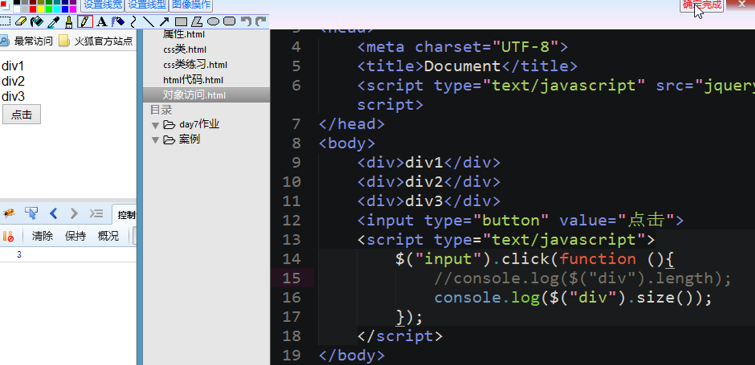 设置线宽 设置线型 图像操作 确定完成
最常访问 火狐官方站点
div1
div2
div3
点击
控制
清除 保持 概况
3
属性.html
css类.html
css类练习.html
html代码.html
对象访问.html
目录
day7作业
案例
4 <meta charset="UTF-8">
5 <title>Document</title>
6 <script type="text/javascript" src="jquery
script>
7 </head>
8 <body>
9 <div>div1</div>
10 <div>div2</div>
11 <div>div3</div>
12 <input type="button" value="点击">
13 <script type="text/javascript">
14 $("input").click(function (){
15 //console.log($("div").length);
16 console.log($("div").size());
17 });
18 </script>
19 </body>